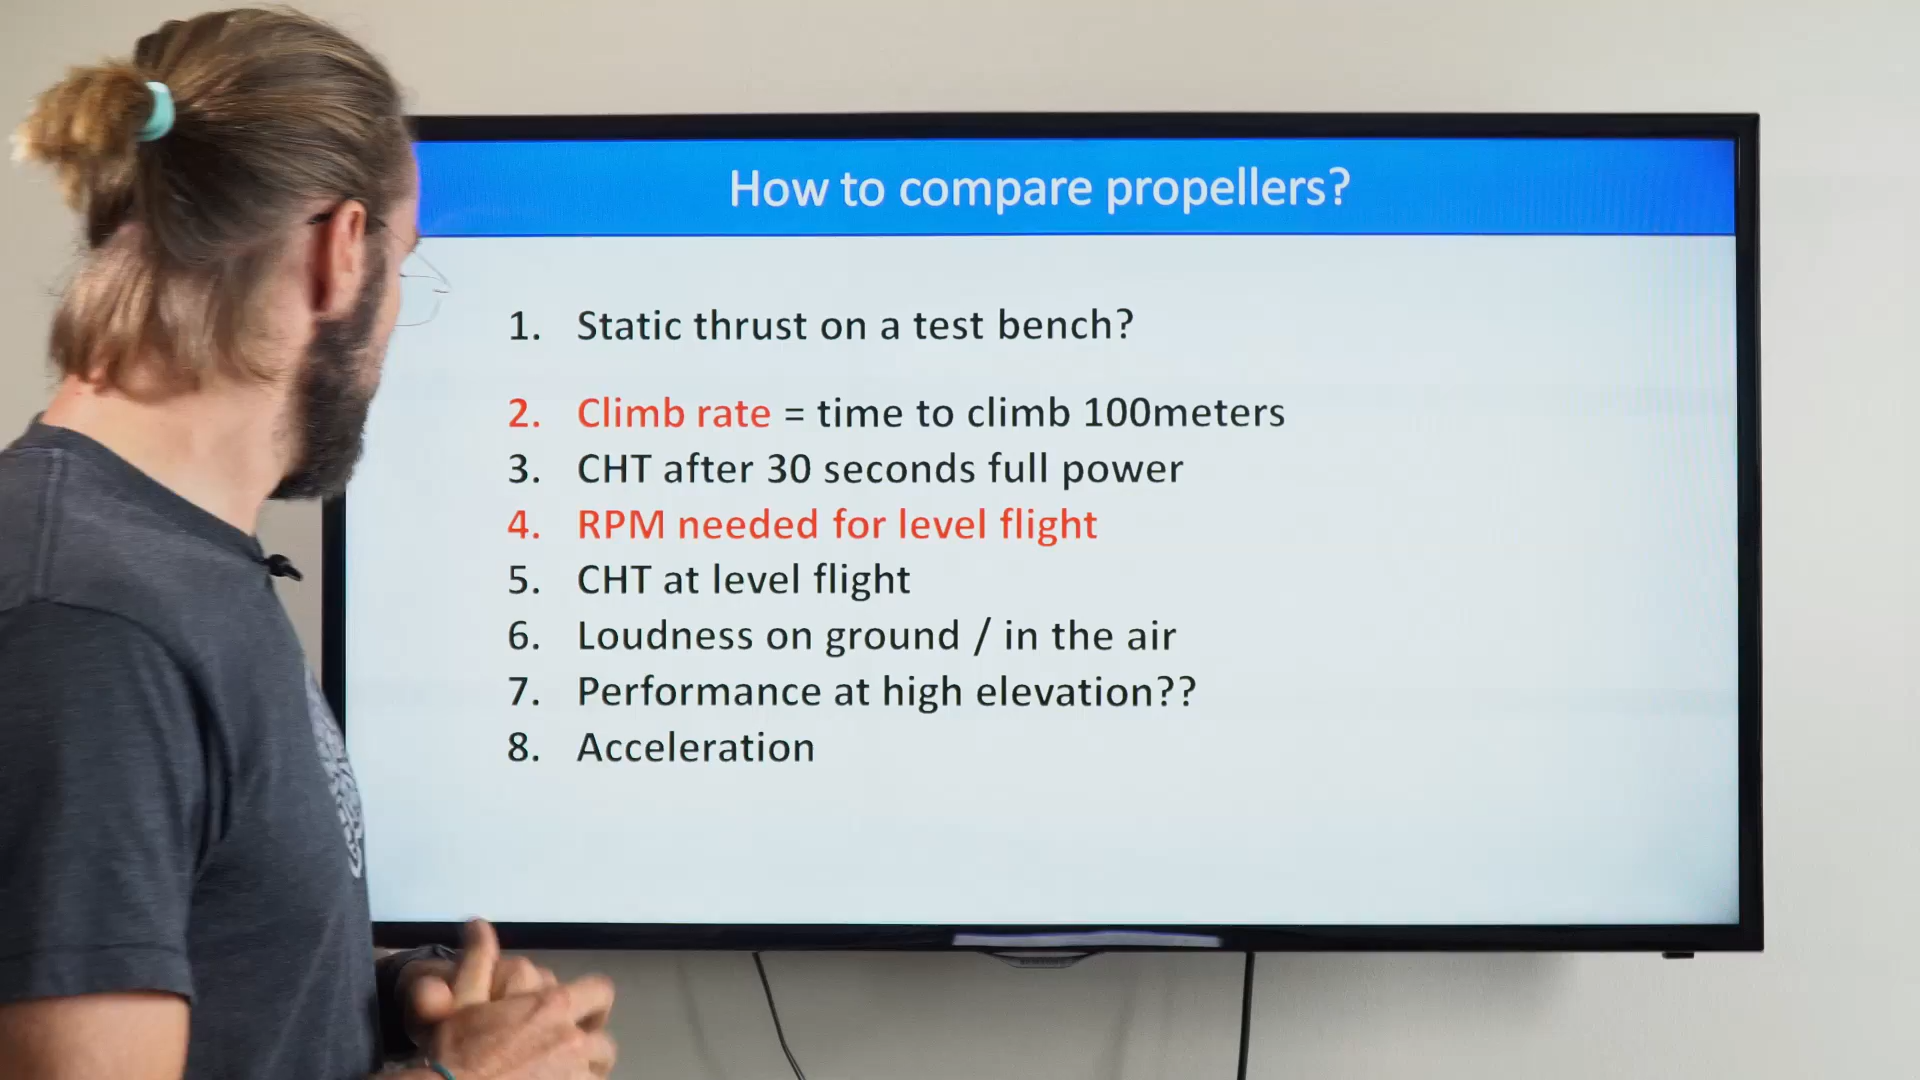 How to compare propellers?
1. Static thrust on a test bench?
2. Climb rate = time to climb 100meters
3. CHT after 30 seconds full power
4. RPM needed for level flight
5. CHT at level flight
6. Loudness on ground / in the air
7. Performance at high elevation??
8. Acceleration